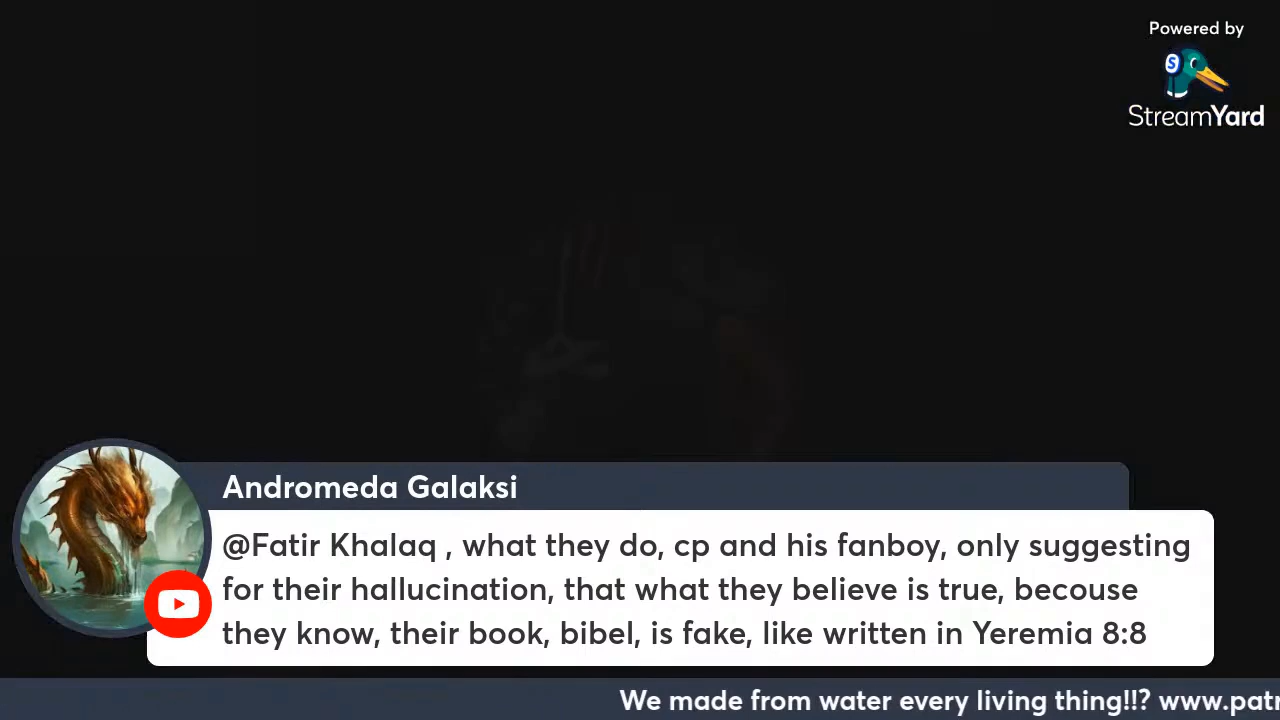 Powered by
S
StreamYard
Andromeda Galaksi
@Fatir Khalaq , what they do, cp and his fanboy, only suggesting
for their hallucination, that what they believe is true, becouse
they know, their book, bibel, is fake, like written in Yeremia 8:8
We made from water every living thing!!? www.patr